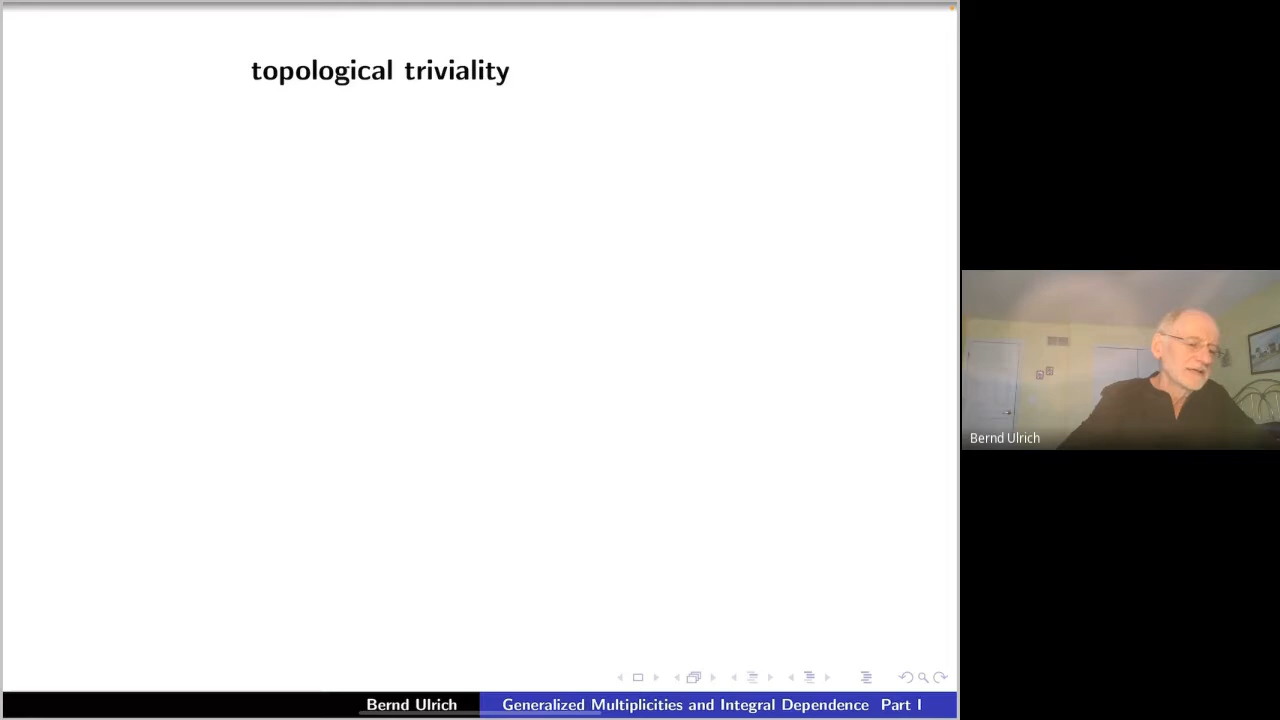 topological triviality
Bernd Ulrich
Bernd Ulrich
Generalized Multiplicities and Integral Dependence Part I